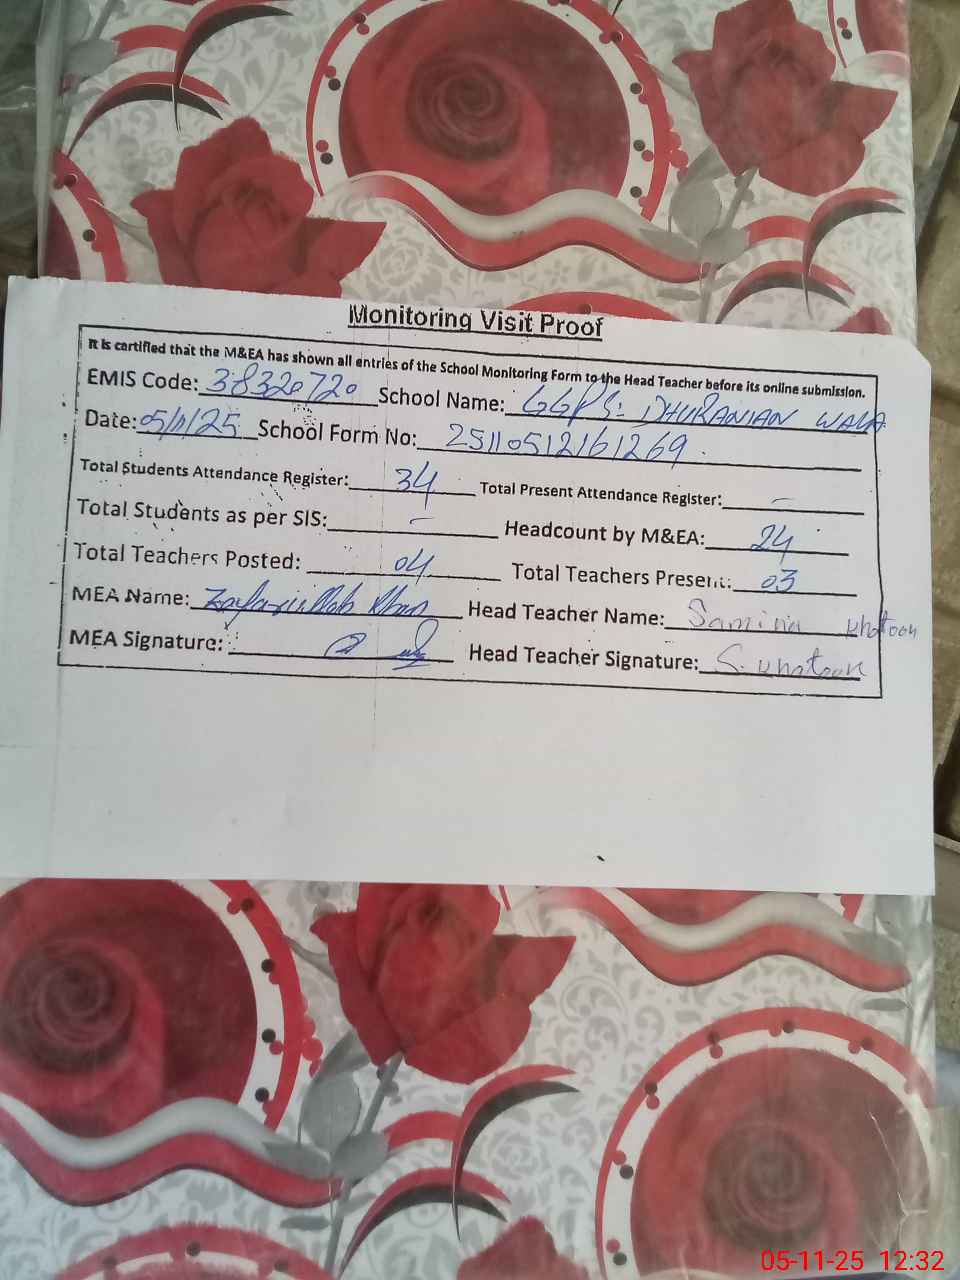 Monitoring Visit Proof
It is certified that the M&EA has shown all entries of the School Monitoring Form to the Head Teacher before its online submission.
EMIS Code: 38320720 School Name: GGPS. DHURANIAN WALA
Date: 05/11/25 School Form No: 25110512161269
Total Students Attendance Register: 34 Total Present Attendance Register: -
Total Students as per SIS: - Headcount by M&EA: 24
Total Teachers Posted: 04 Total Teachers Present: 03
MEA Name: Zafarullah Khan Head Teacher Name: Samina Khatoon
MEA Signature: Head Teacher Signature: S. Khatoon
05-11-25 12:32